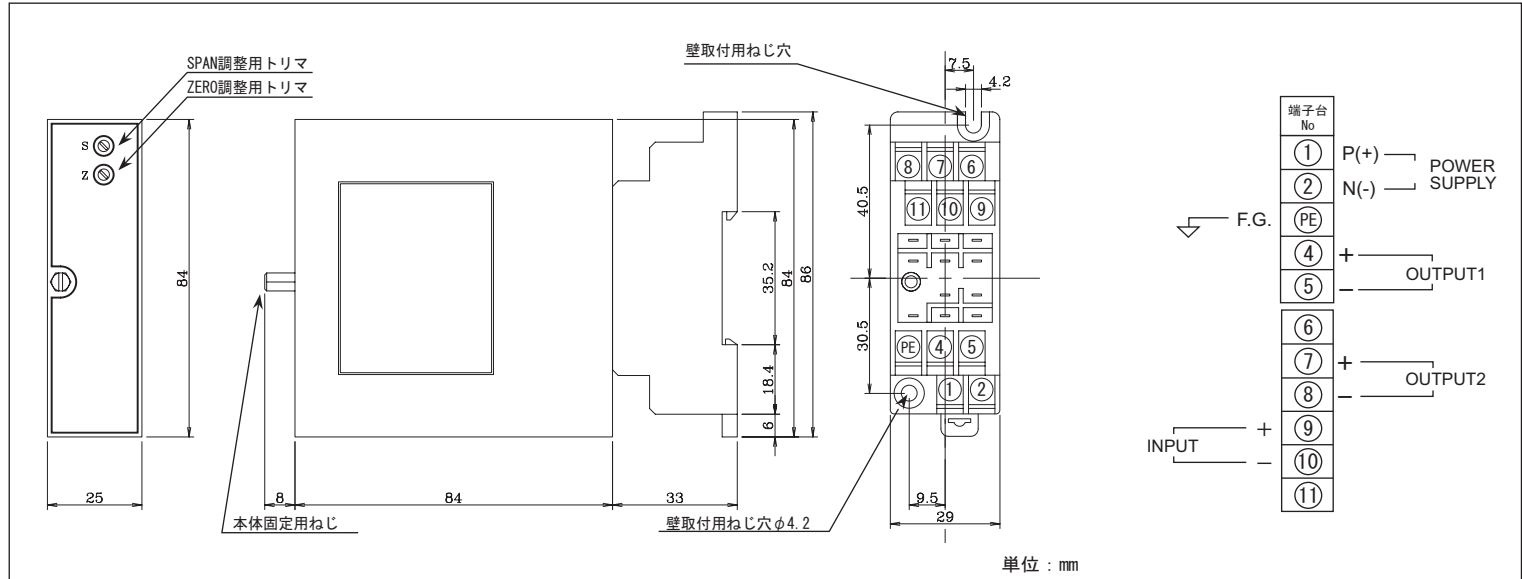 SPAN調整用トリマ
ZERO調整用トリマ
S
Z
84
25
8
84
33
本体固定用ねじ
35.2
84
86
18.4
6
壁取付用ねじ穴
7.5
4.2
40.5
30.5
⑧ ⑦ ⑥
⑪ ⑩ ⑨
PE ④ ⑤
① ②
9.5
29
壁取付用ねじ穴φ4.2
単位：mm
端子台
No
① P(+)
② N(-)
POWER
SUPPLY
F.G. PE
④ +
⑤ −
OUTPUT1
⑥
⑦ +
⑧ −
OUTPUT2
INPUT
+ ⑨
− ⑩
⑪